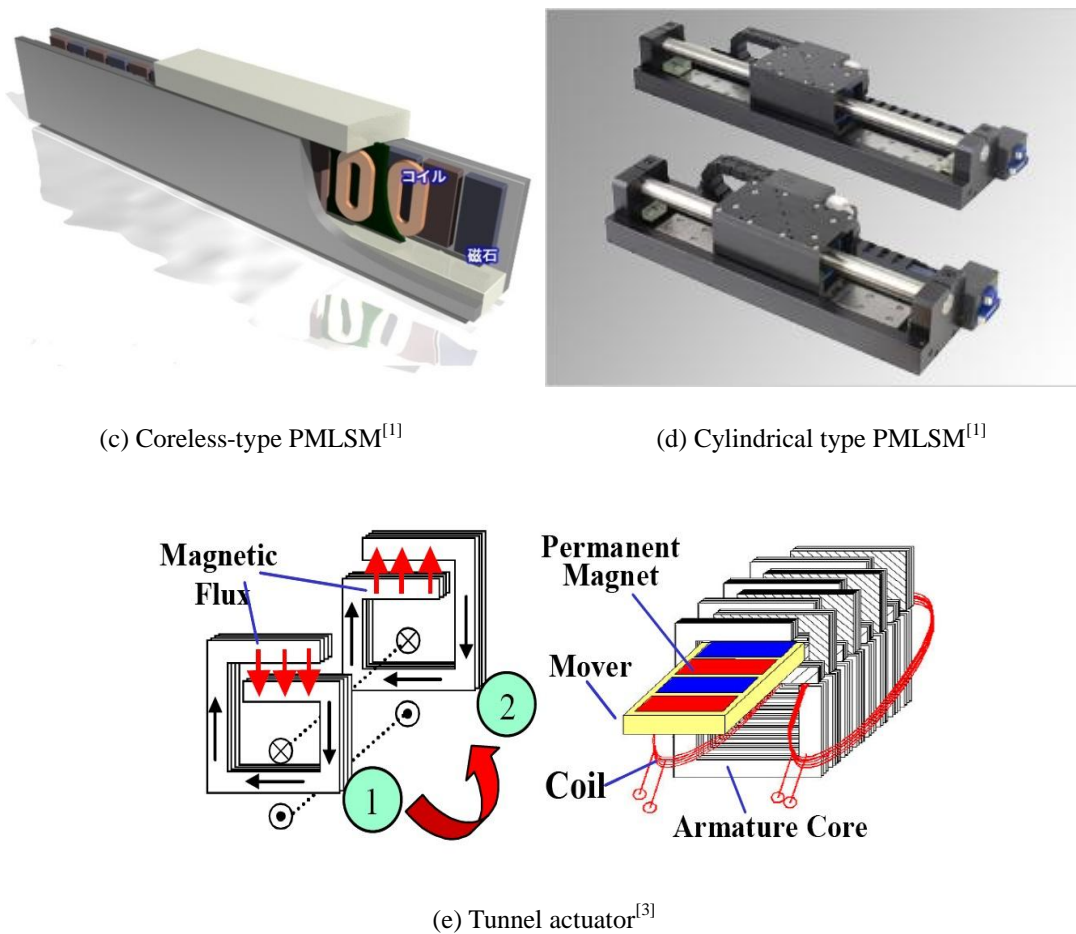 コイル
磁石
(c) Coreless-type PMLSM[1]
(d) Cylindrical type PMLSM[1]
Magnetic
Flux
1
2
Permanent
Magnet
Mover
Coil
Armature Core
(e) Tunnel actuator[3]